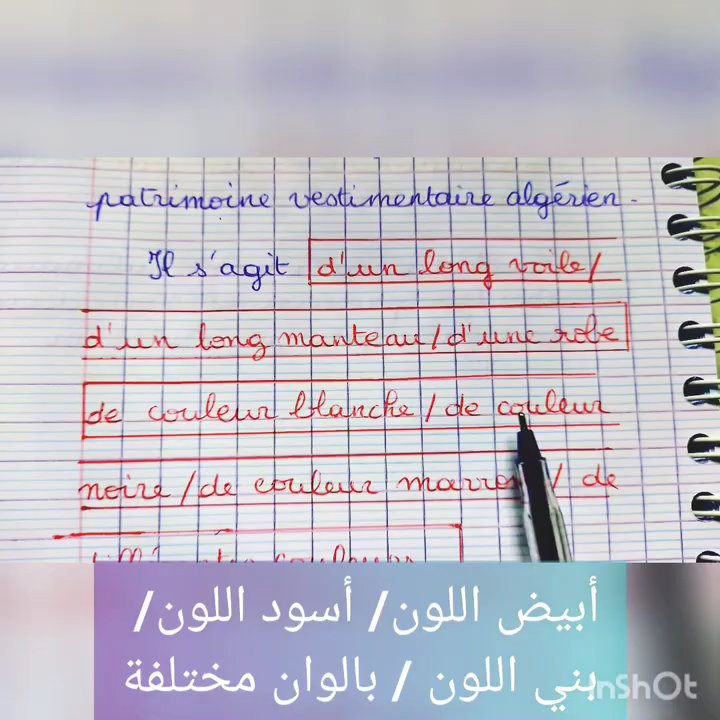 patrimoine vestimentaire algérien.
Il s'agit d'un long voile/
d'un long manteau/d'une robe
de couleur blanche/de couleur
noire/de couleur marron/de
couleurs
أبيض اللون/ أسود اللون/
بني اللون / بالوان مختلفة
InShOt